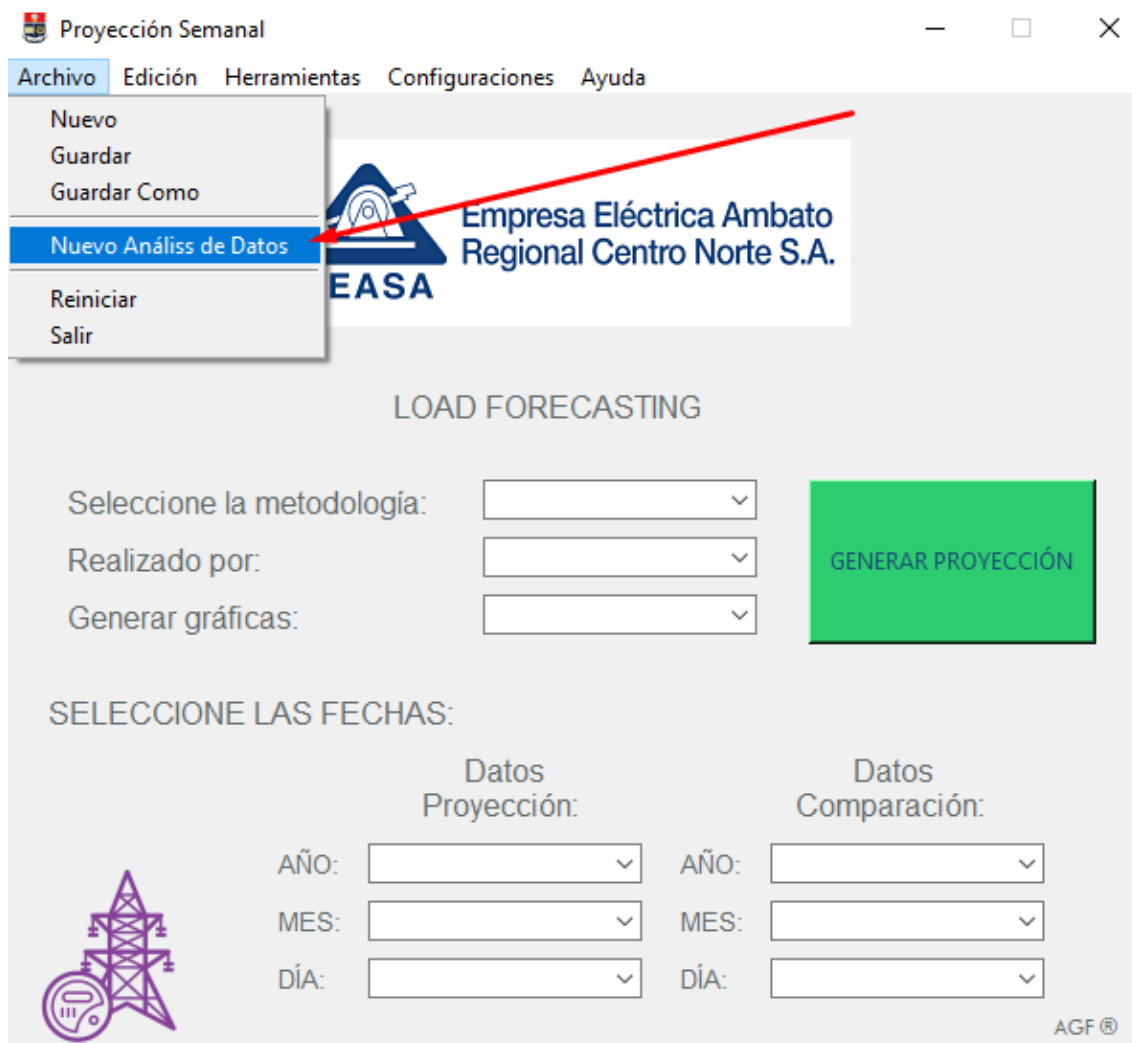 Proyección Semanal
Archivo Edición Herramientas Configuraciones Ayuda
Nuevo
Guardar
Guardar Como
Nuevo Análiss de Datos
Reiniciar
Salir
Empresa Eléctrica Ambato
Regional Centro Norte S.A.
EASA
LOAD FORECASTING
Seleccione la metodología:
Realizado por:
Generar gráficas:
GENERAR PROYECCIÓN
SELECCIONE LAS FECHAS:
Datos
Proyección:
Datos
Comparación:
AÑO: AÑO:
MES: MES:
DÍA: DÍA:
AGF ®